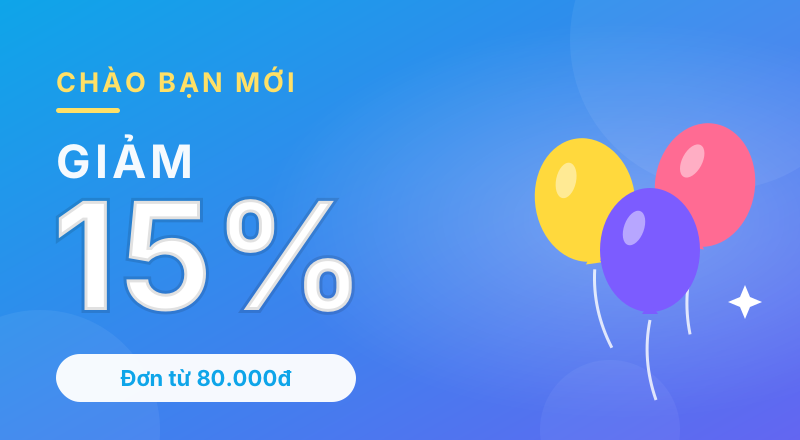 CHÀO BẠN MỚI
GIẢM
15%
Đơn từ 80.000đ